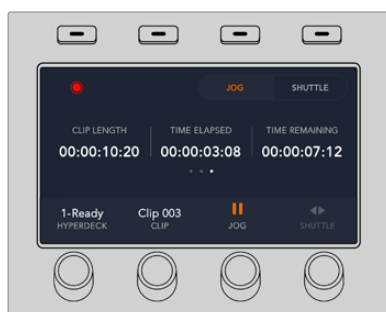 JOG SHUTTLE
CLIP LENGTH TIME ELAPSED TIME REMAINING
00:00:10:20 00:00:03:08 00:00:07:12
1-Ready Clip 003
HYPERDECK CLIP JOG SHUTTLE